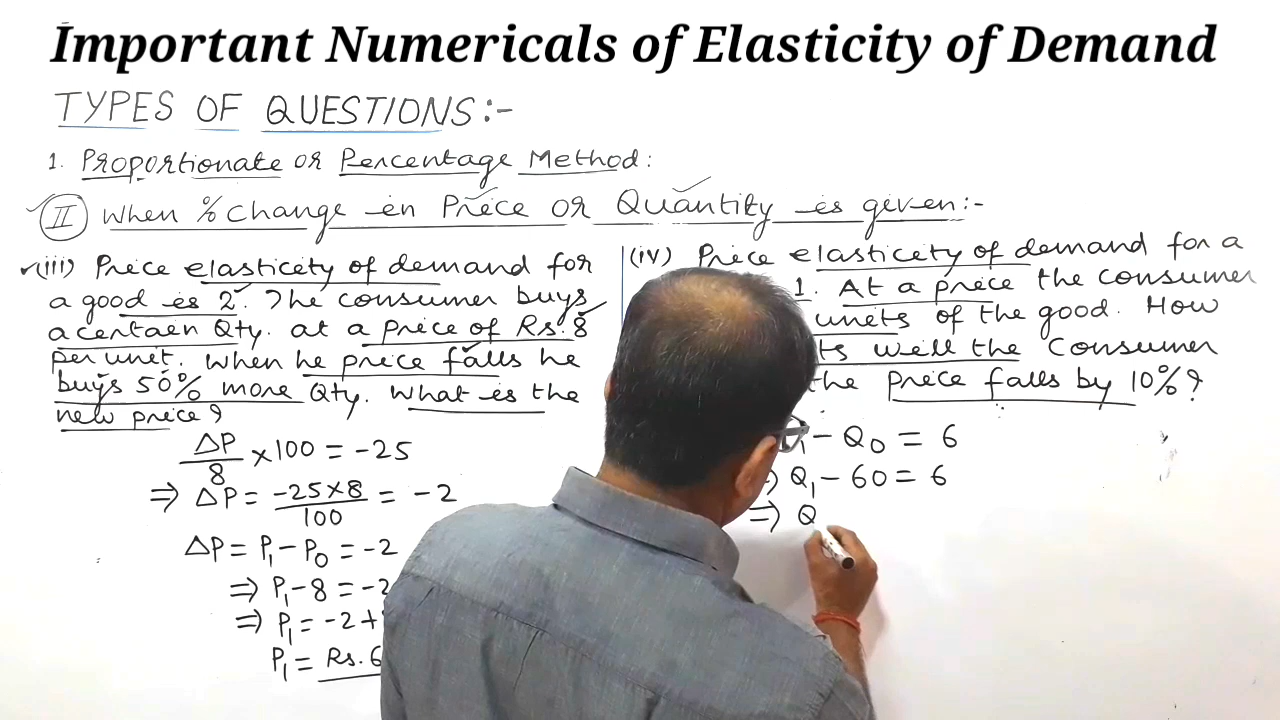 Important Numericals of Elasticity of Demand
TYPES OF QUESTIONS:-
1. Proportionate or Percentage Method:
II When % change in Price or Quantity is given:-
(iii) Price elasticity of demand for
a good is 2. The consumer buys
a certain Qty. at a price of Rs. 8
per unit. When he price falls he
buys 50% more Qty. What is the
new price?
ΔP/8 × 100 = -25
⇒ ΔP = -25×8/100 = -2
ΔP = P₁ - P₀ = -2
⇒ P₁ - 8 = -2
⇒ P₁ = -2 +
P₁ = Rs. 6
(iv) Price elasticity of demand for a
1. At a price the consumer
units of the good. How
will the consumer
the price falls by 10%?
- Q₀ = 6
⇒ Q₁ - 60 = 6
⇒ Q